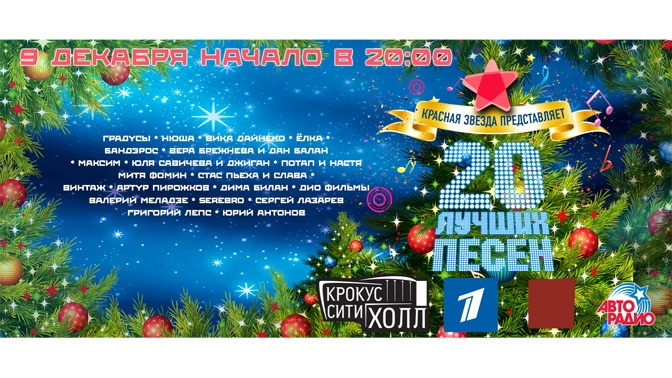 9 ДЕКАБРЯ НАЧАЛО В 20:00
КРАСНАЯ ЗВЕЗДА ПРЕДСТАВЛЯЕТ
20
ЛУЧШИХ
ПЕСЕН
ГРАДУСЫ • НЮША • ВИКА ДАЙНЕКО • ЁЛКА •
БАНДЭРОС • ВЕРА БРЕЖНЕВА И ДАН БАЛАН
• МАКСИМ • ЮЛЯ САВИЧЕВА И ДЖИГАН • ПОТАП И НАСТЯ
МИТЯ ФОМИН • СТАС ПЬЕХА И СЛАВА •
ВИНТАЖ • АРТУР ПИРОЖКОВ • ДИМА БИЛАН • ДИО ФИЛЬМЫ
ВАЛЕРИЙ МЕЛАДЗЕ • SEREBRO • СЕРГЕЙ ЛАЗАРЕВ
ГРИГОРИЙ ЛЕПС • ЮРИЙ АНТОНОВ
КРОКУС
СИТИ ХОЛЛ
1
АВТО
РАДИО